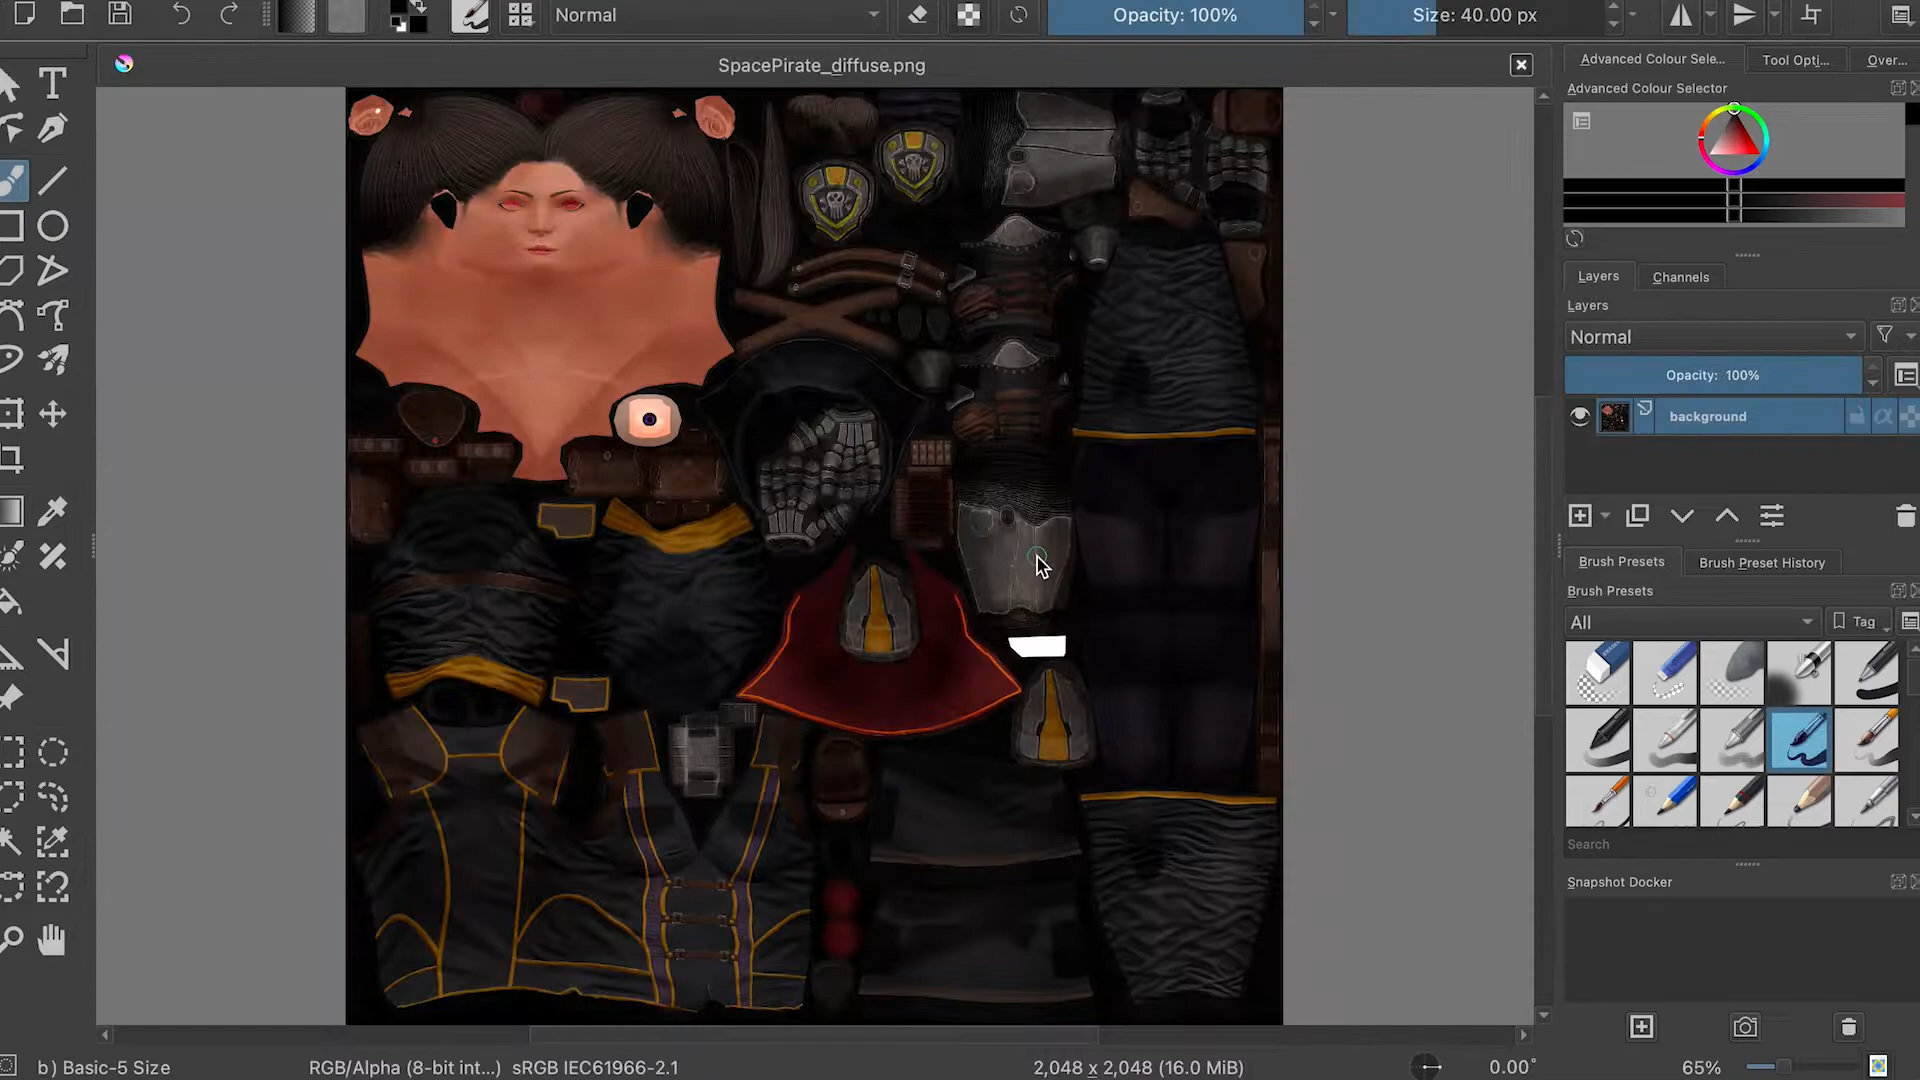 Normal
Opacity: 100%
Size: 40.00 px
SpacePirate_diffuse.png
Advanced Colour Sele...
Tool Opti...
Over...
Advanced Colour Selector
Layers
Channels
Layers
Normal
Opacity: 100%
background
Brush Presets
Brush Preset History
Brush Presets
All
Tag
Search
Snapshot Docker
b) Basic-5 Size
RGB/Alpha (8-bit int...) sRGB IEC61966-2.1
2,048 x 2,048 (16.0 MiB)
0.00°
65%